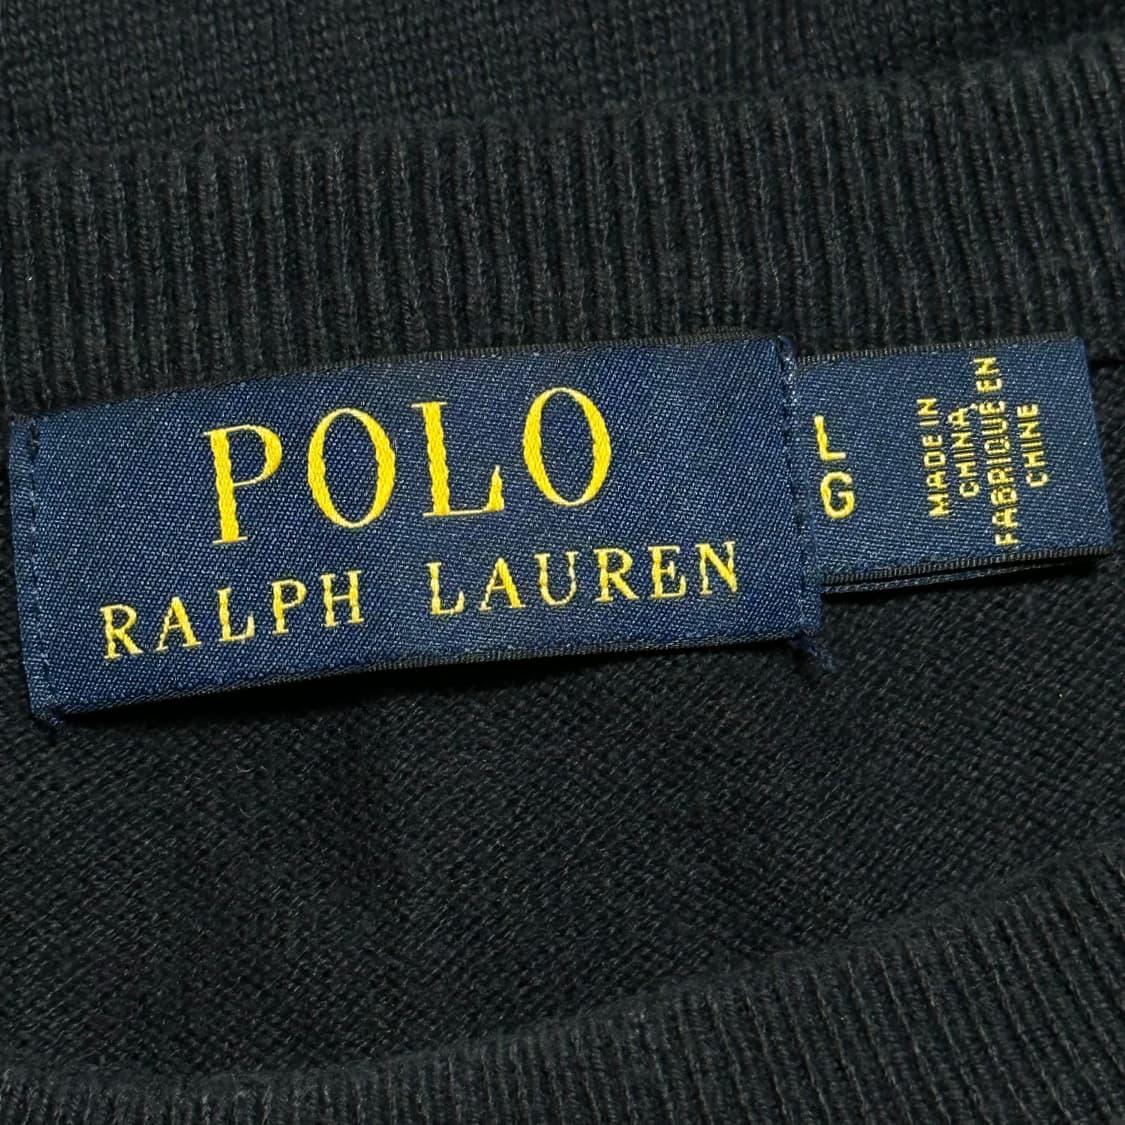 POLO
RALPH LAUREN
L
G
MADE IN
CHINA
FABRIQUÉ EN
CHINE